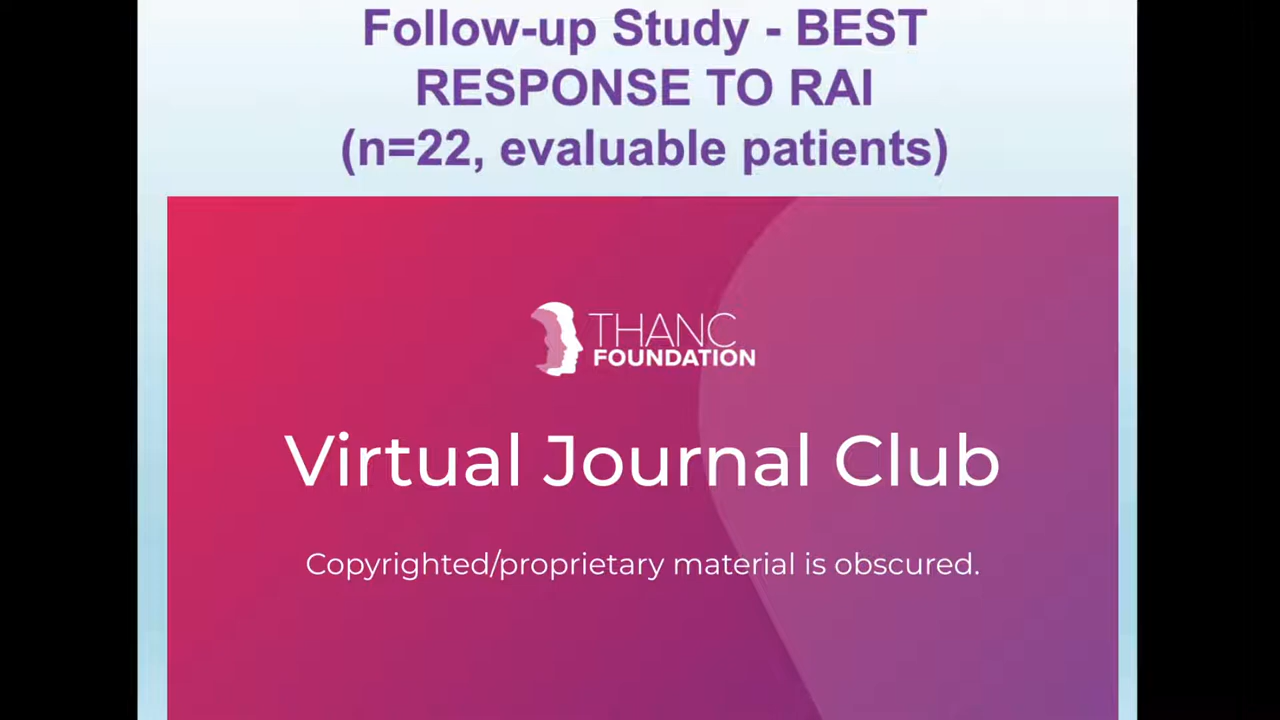 Follow-up Study - BEST
RESPONSE TO RAI
(n=22, evaluable patients)
THANC
FOUNDATION
Virtual Journal Club
Copyrighted/proprietary material is obscured.